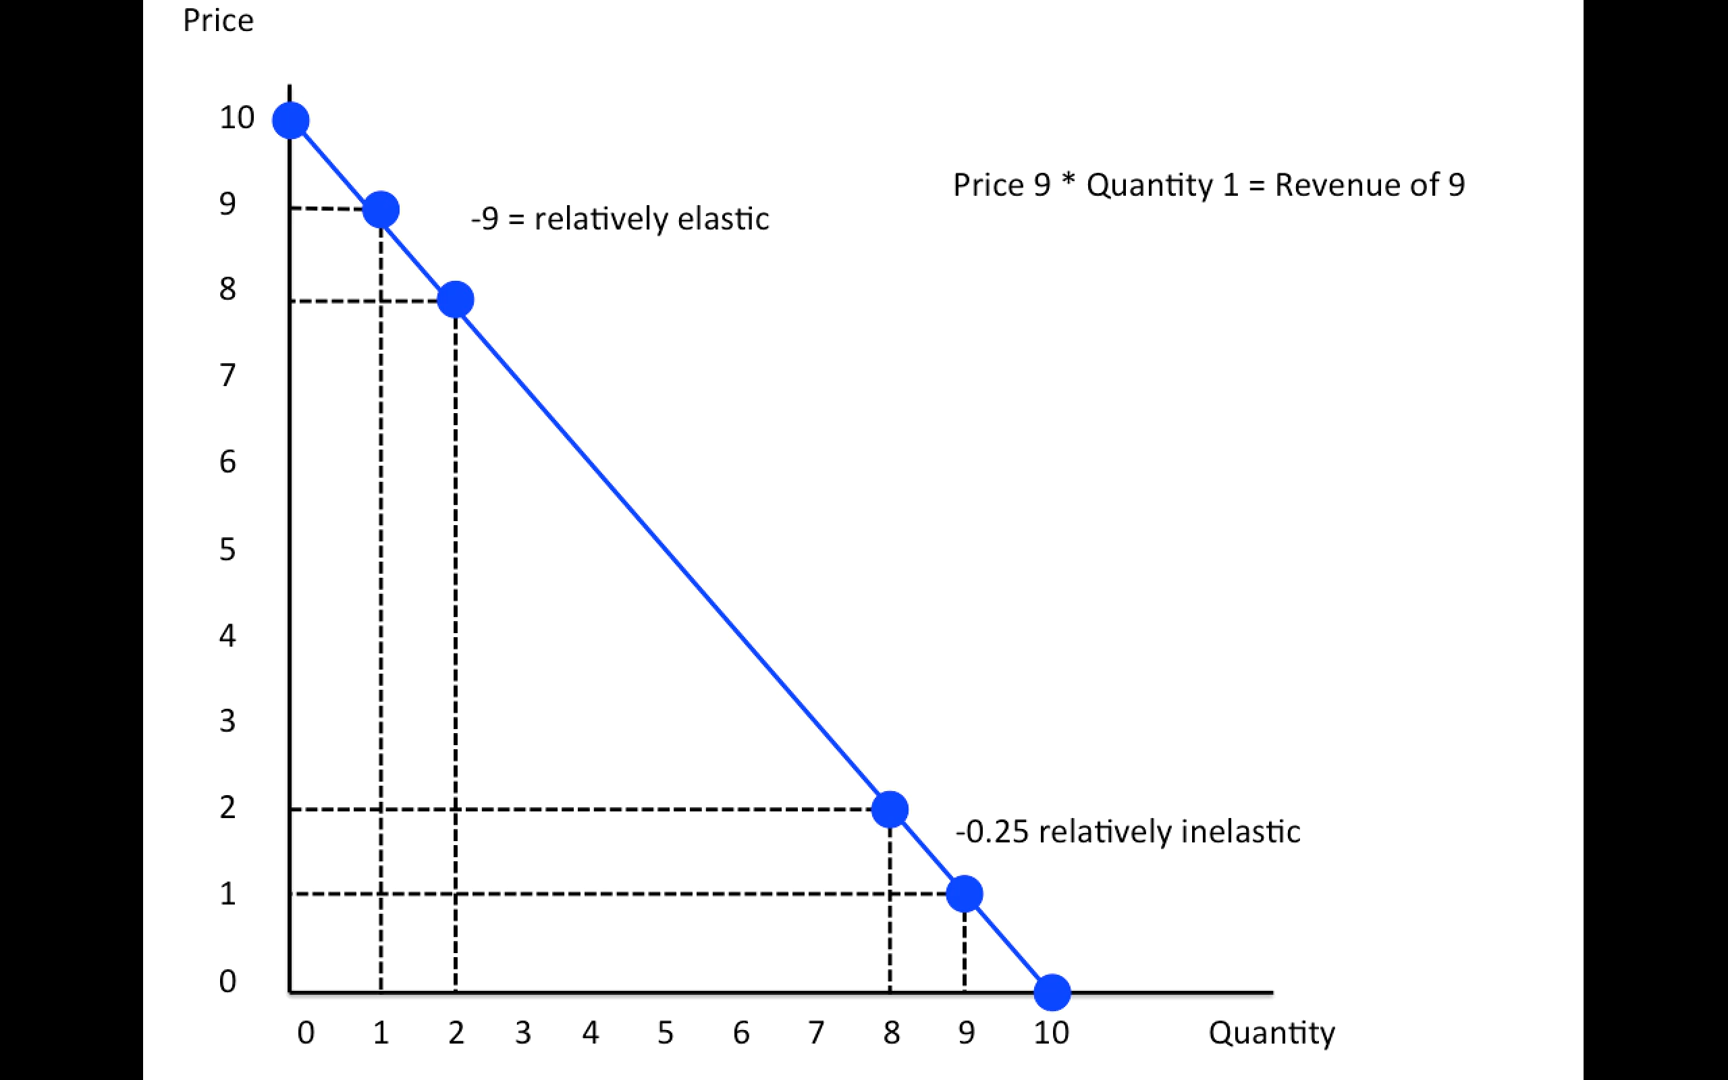 Price
10
Price 9 * Quantity 1 = Revenue of 9
9
-9 = relatively elastic
8
7
6
5
4
3
2
-0.25 relatively inelastic
1
0
0 1 2 3 4 5 6 7 8 9 10 Quantity